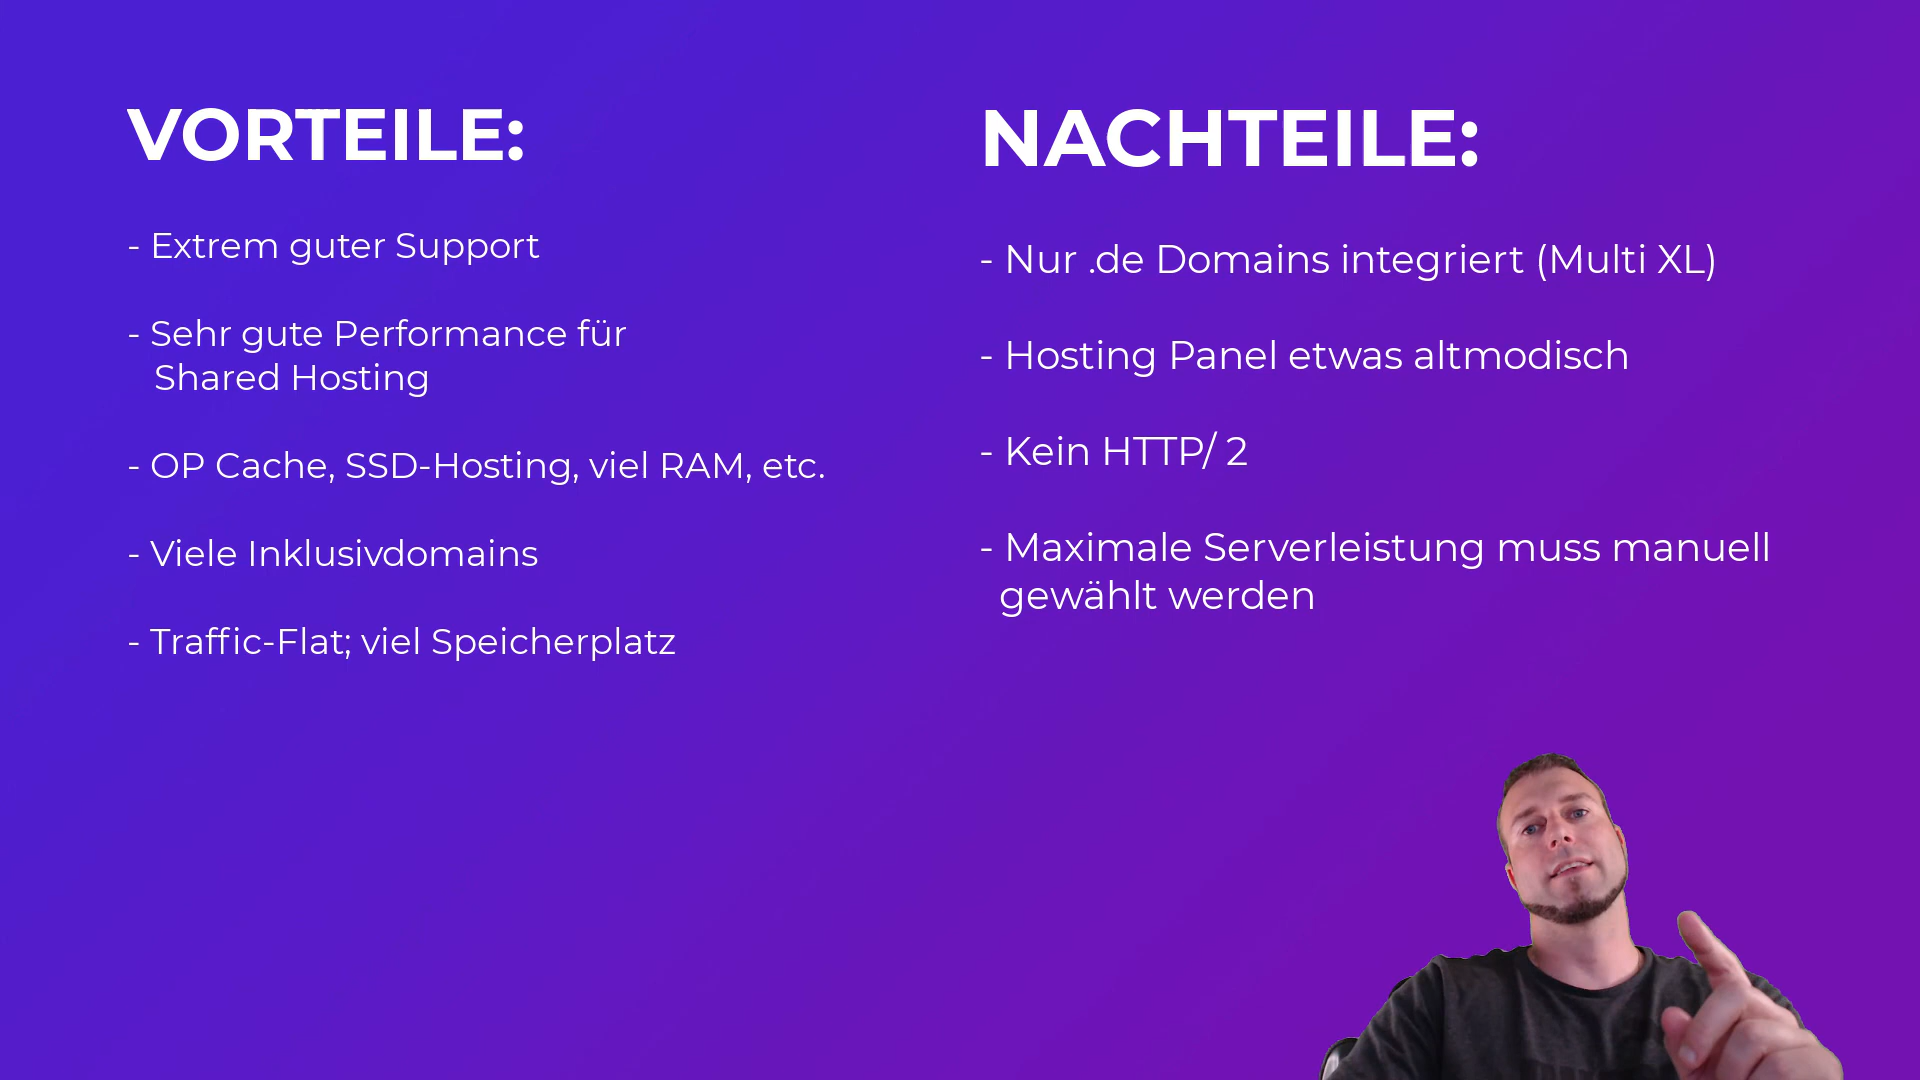 VORTEILE:
- Extrem guter Support
- Sehr gute Performance für
Shared Hosting
- OP Cache, SSD-Hosting, viel RAM, etc.
- Viele Inklusivdomains
- Traffic-Flat; viel Speicherplatz
NACHTEILE:
- Nur .de Domains integriert (Multi XL)
- Hosting Panel etwas altmodisch
- Kein HTTP/ 2
- Maximale Serverleistung muss manuell
gewählt werden